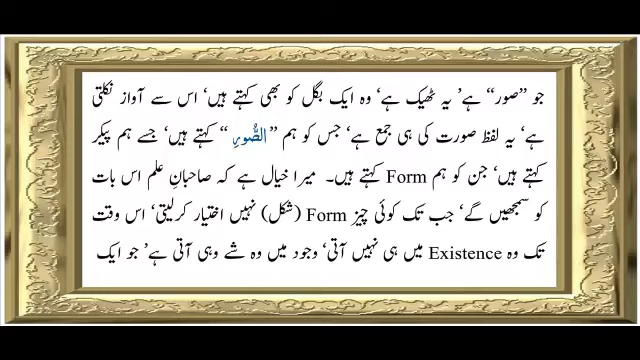 جو ”صور“ ہے‘ یہ ٹھیک ہے‘ وہ ایک بگل کو بھی کہتے ہیں‘ اس سے آواز نکلتی
ہے‘ یہ لفظ صورت کی ہی جمع ہے‘ جس کو ہم ”الصُّورِ“ کہتے ہیں‘ جسے ہم پیکر
کہتے ہیں‘ جن کو ہم Form کہتے ہیں۔ میرا خیال ہے کہ صاحبانِ علم اس بات
کو سمجھیں گے‘ جب تک کوئی چیز Form (شکل) نہیں اختیار کرلیتی‘ اس وقت
تک وہ Existence میں ہی نہیں آتی‘ وجود میں وہ شے وہی آتی ہے‘ جو ایک